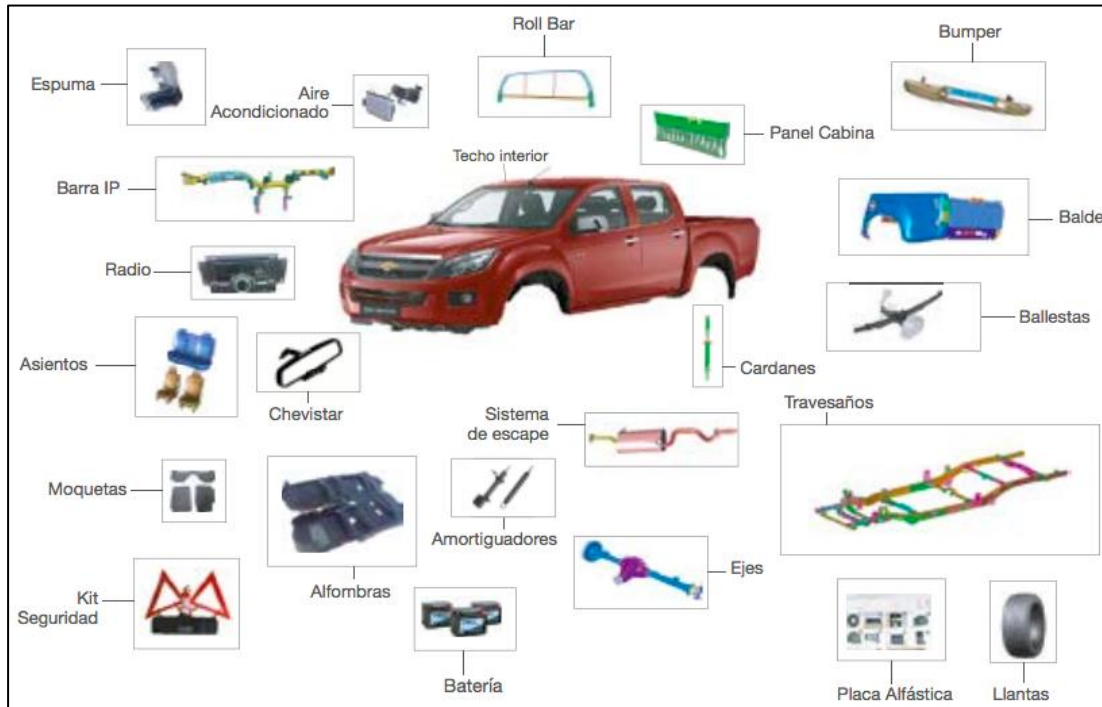 Roll Bar
Bumper
Espuma
Aire
Acondicionado
Panel Cabina
Techo interior
Barra IP
Balde
Radio
Ballestas
Asientos
Chevistar
Cardanes
Sistema
de escape
Travesaños
Moquetas
Amortiguadores
Alfombras
Ejes
Kit
Seguridad
Batería
Placa Alfástica
Llantas